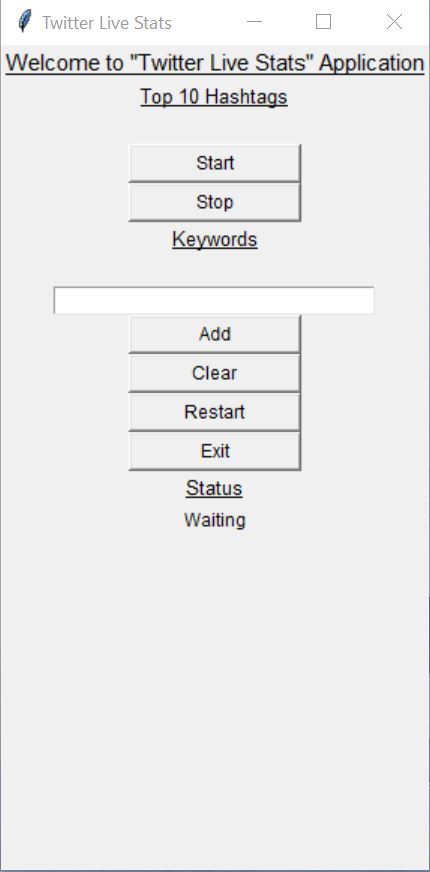 Twitter Live Stats
Welcome to "Twitter Live Stats" Application
Top 10 Hashtags
Start
Stop
Keywords
Add
Clear
Restart
Exit
Status
Waiting